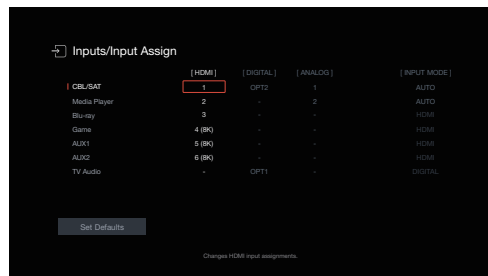 Inputs/Input Assign
[ HDMI ] [ DIGITAL ] [ ANALOG ] [ INPUT MODE ]
CBL/SAT 1 OPT2 1 AUTO
Media Player 2 - 2 AUTO
Blu-ray 3 - - HDMI
Game 4 (8K) - - HDMI
AUX1 5 (8K) - - HDMI
AUX2 6 (8K) - - HDMI
TV Audio - OPT1 - DIGITAL
Set Defaults
Changes HDMI input assignments.